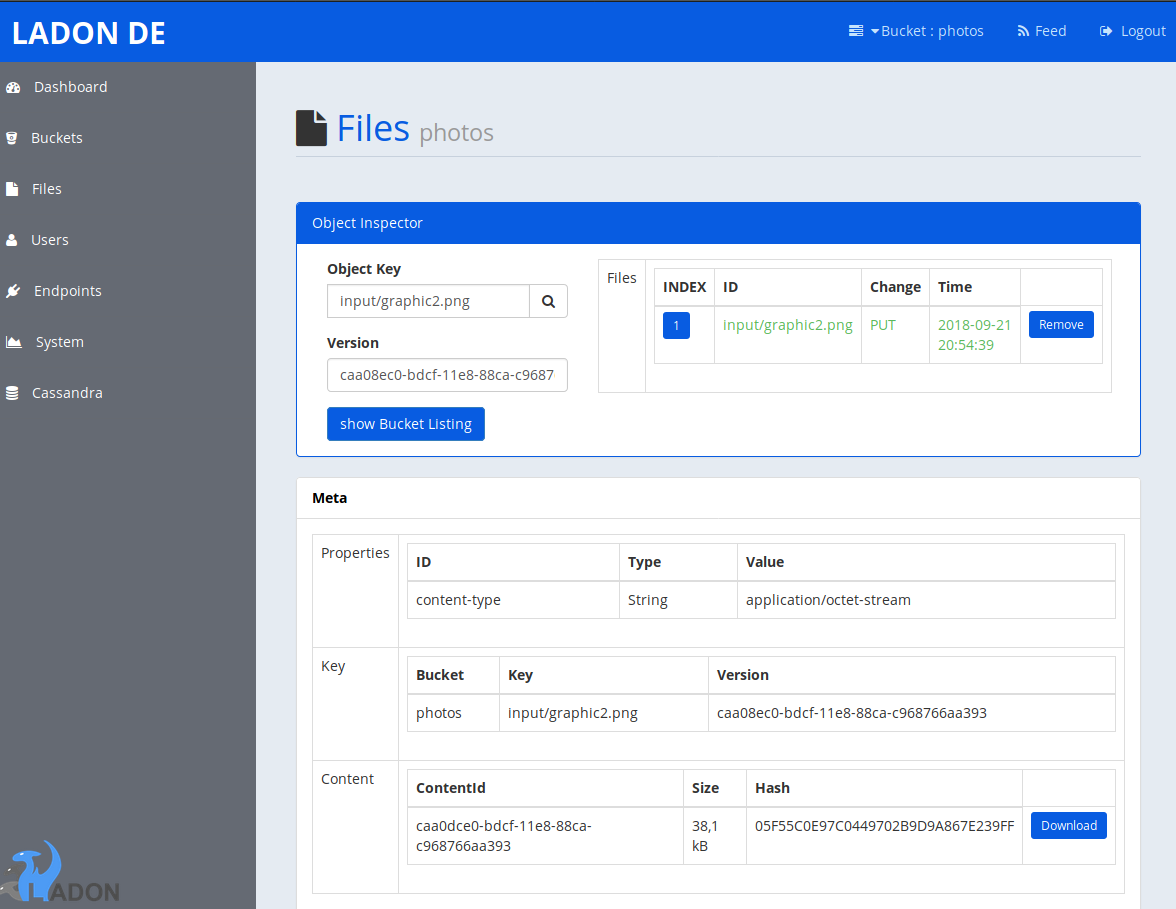 LADON DE
Bucket : photos Feed Logout
Dashboard
Buckets
Files
Users
Endpoints
System
Cassandra
Files photos
Object Inspector
Object Key
input/graphic2.png
Version
caa08ec0-bdcf-11e8-88ca-c9687
show Bucket Listing
Files
INDEX ID Change Time
1 Input/graphic2.png PUT 2018-09-21 Remove
20:54:39
Meta
Properties
ID Type Value
content-type String application/octet-stream
Key
Bucket Key Version
photos input/graphic2.png caa08ec0-bdcf-11e8-88ca-c968766aa393
Content
ContentId Size Hash
caa0dce0-bdcf-11e8-88ca- 38,1 05F55C0E97C0449702B9D9A867E239FF Download
c968766aa393 kB
LADON